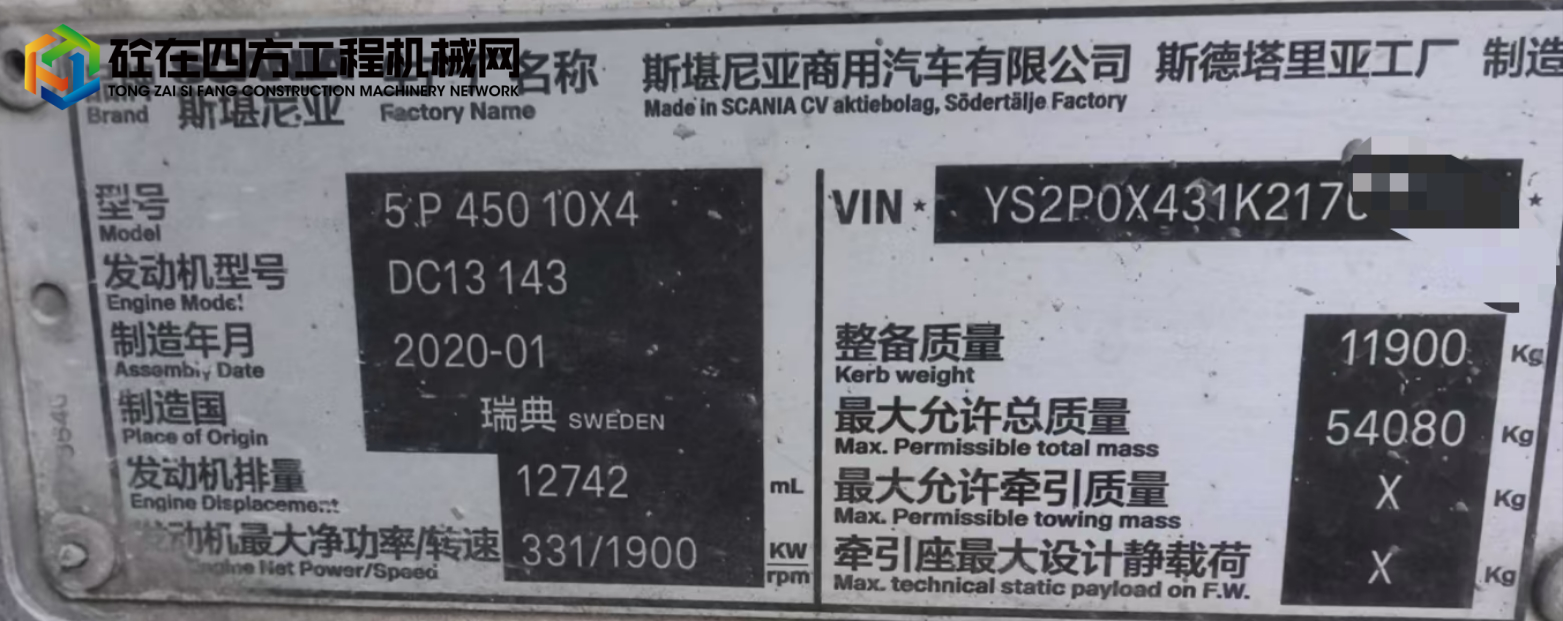 砼在四方工程机械网
TONG ZAI SI FANG CONSTRUCTION MACHINERY NETWORK
名称 斯堪尼亚商用汽车有限公司 斯德塔里亚工厂 制造
Brand 斯堪尼亚 Factory Name Made in SCANIA CV aktiebolag, Södertälje Factory
型号 5 P 450 10X4
Model
发动机型号 DC13 143
Engine Model
制造年月 2020-01
Assembly Date
制造国 瑞典 SWEDEN
Place of Origin
发动机排量 12742 mL
Engine Displacement
发动机最大净功率/转速 331/1900 KW/rpm
Engine Net Power/Speed
VIN * YS2P0X431K217 *
整备质量 11900 Kg
Kerb weight
最大允许总质量 54080 Kg
Max. Permissible total mass
最大允许牵引质量 X Kg
Max. Permissible towing mass
牵引座最大设计静载荷 X Kg
Max. technical static payload on F.W.